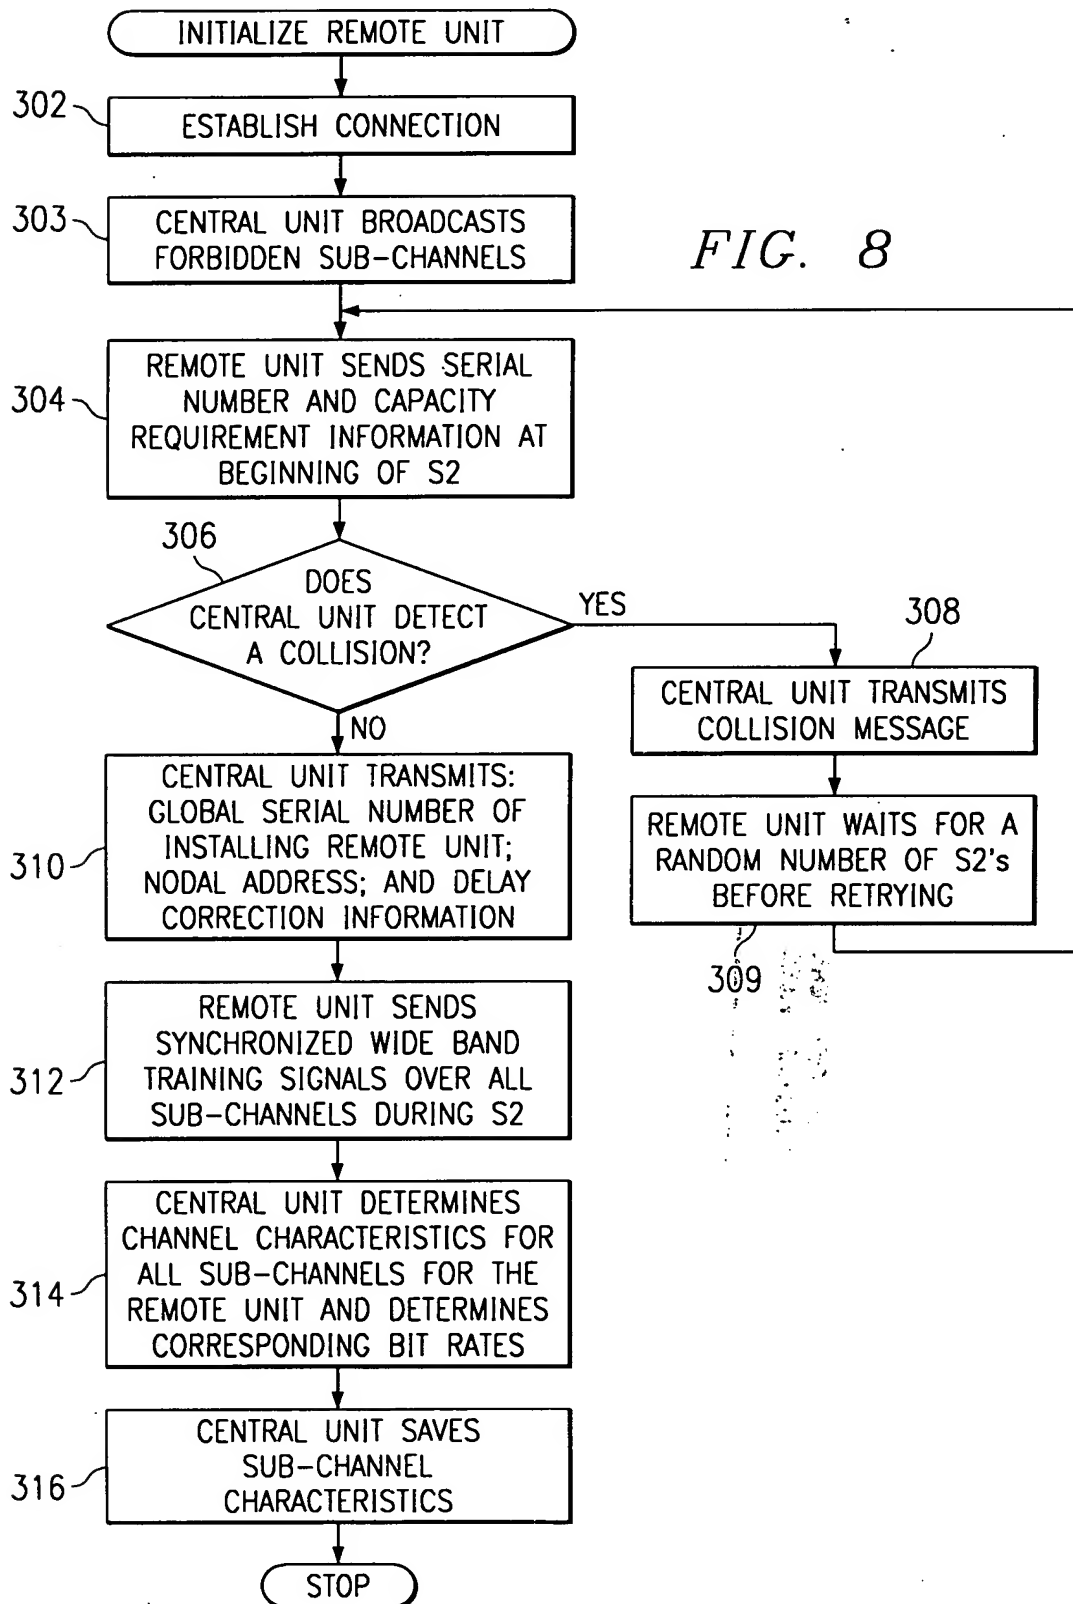 INITIALIZE REMOTE UNIT
302
ESTABLISH CONNECTION
303
CENTRAL UNIT BROADCASTS
FORBIDDEN SUB-CHANNELS
FIG. 8
304
REMOTE UNIT SENDS SERIAL
NUMBER AND CAPACITY
REQUIREMENT INFORMATION AT
BEGINNING OF S2
306
DOES
CENTRAL UNIT DETECT
A COLLISION?
YES
308
CENTRAL UNIT TRANSMITS
COLLISION MESSAGE
REMOTE UNIT WAITS FOR A
RANDOM NUMBER OF S2's
BEFORE RETRYING
309
NO
310
CENTRAL UNIT TRANSMITS:
GLOBAL SERIAL NUMBER OF
INSTALLING REMOTE UNIT;
NODAL ADDRESS; AND DELAY
CORRECTION INFORMATION
312
REMOTE UNIT SENDS
SYNCHRONIZED WIDE BAND
TRAINING SIGNALS OVER ALL
SUB-CHANNELS DURING S2
314
CENTRAL UNIT DETERMINES
CHANNEL CHARACTERISTICS FOR
ALL SUB-CHANNELS FOR THE
REMOTE UNIT AND DETERMINES
CORRESPONDING BIT RATES
316
CENTRAL UNIT SAVES
SUB-CHANNEL
CHARACTERISTICS
STOP